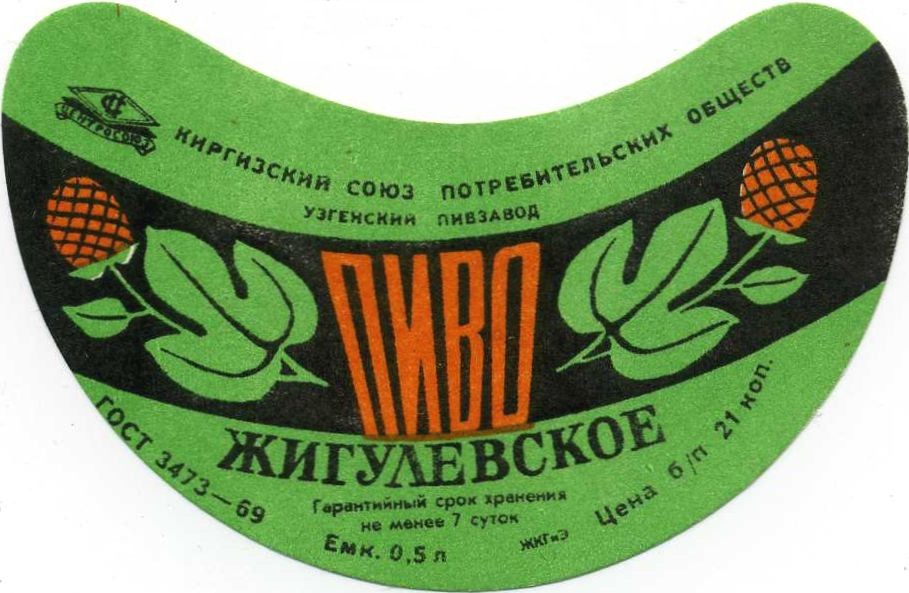 ЦЕНТРОСОЮЗ
КИРГИЗСКИЙ СОЮЗ ПОТРЕБИТЕЛЬСКИХ ОБЩЕСТВ
УЗГЕНСКИЙ ПИВЗАВОД
ПИВО
ЖИГУЛЕВСКОЕ
ГОСТ 3473—69
Гарантийный срок хранения
не менее 7 суток
Емк. 0,5 л
ЖКГиЭ
Цена б/п 21 коп.